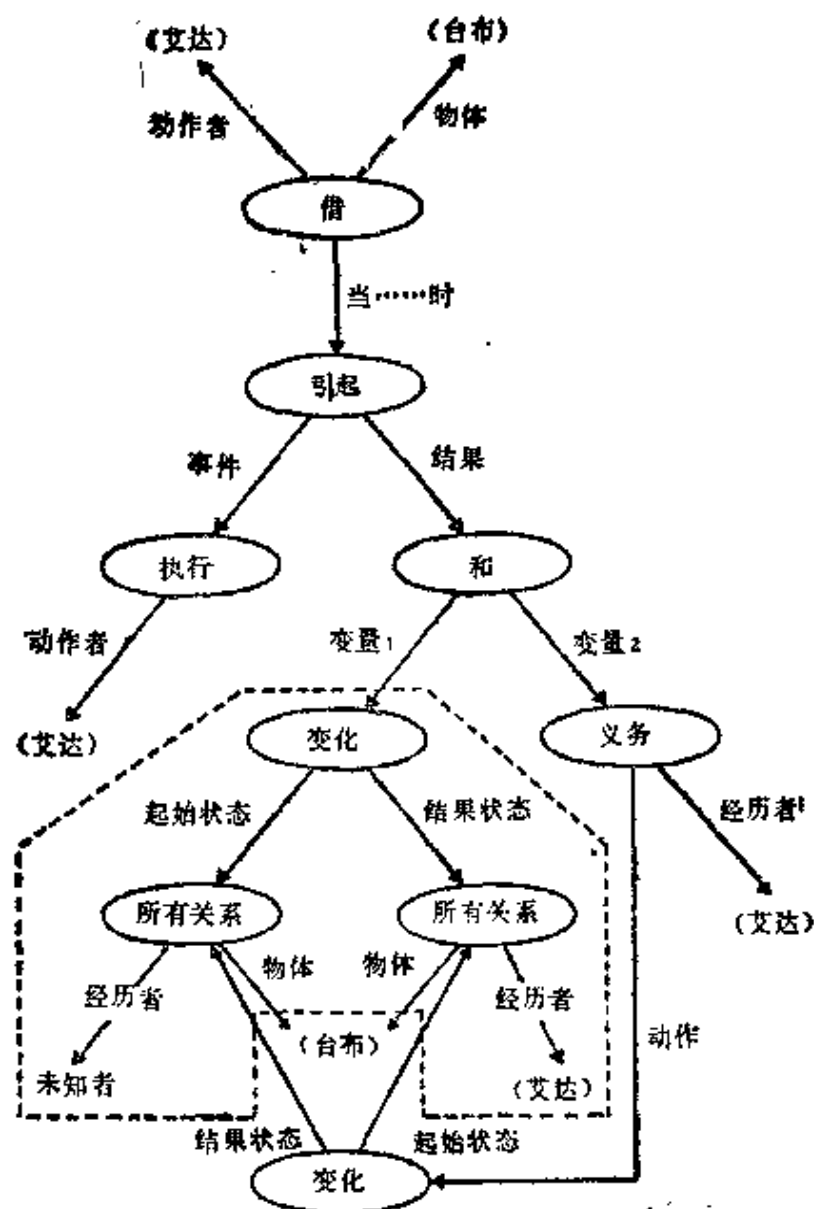 (艾达)
(台布)
动作者
物体
借
当……时
引起
事件
结果
执行
和
动作者
变量1
变量2
(艾达)
变化
义务
起始状态
结果状态
经历者
所有关系
所有关系
(艾达)
物体
物体
经历者
经历者
动作
(台布)
未知者
(艾达)
结果状态
起始状态
变化